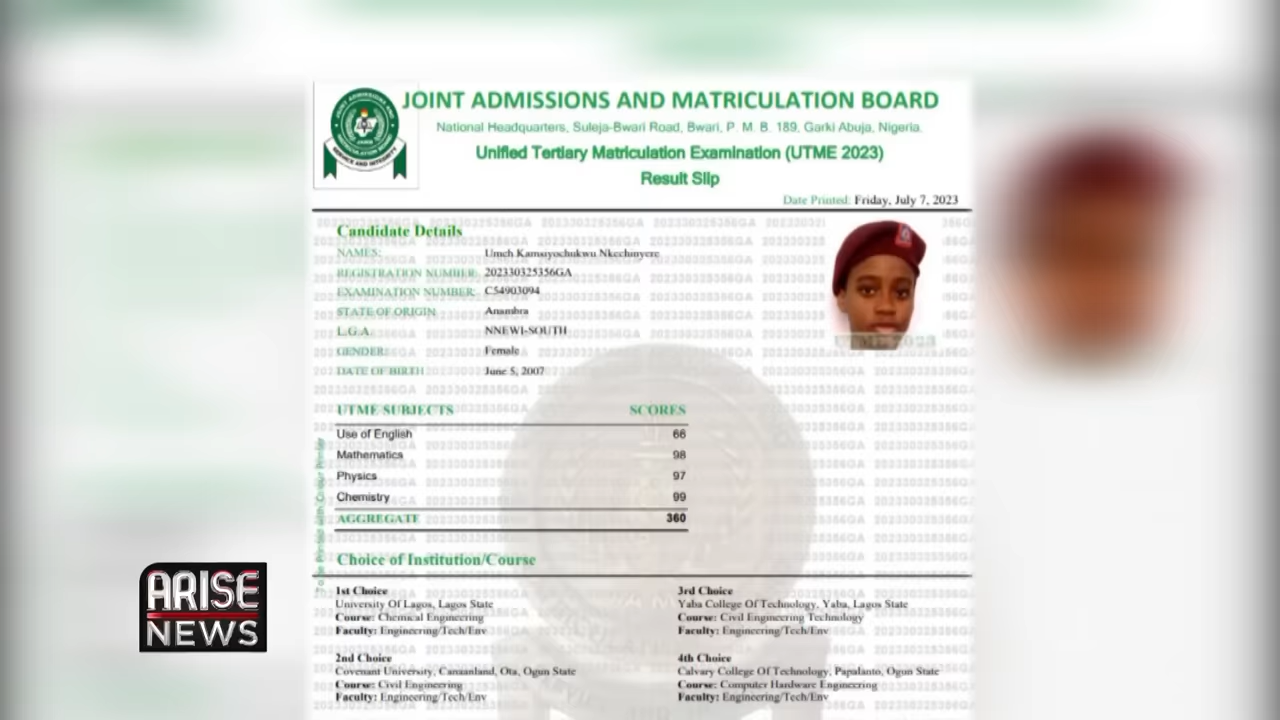 JOINT ADMISSIONS AND MATRICULATION BOARD
National Headquarters, Suleja-Bwari Road, Bwari, P. M. B. 189, Garki Abuja, Nigeria.
Unified Tertiary Matriculation Examination (UTME 2023)
Result Slip
Date Printed: Friday, July 7, 2023
Candidate Details
NAMES: Umeh Kamsiyochukwu Nkechinyere
REGISTRATION NUMBER: 202330325356GA
EXAMINATION NUMBER: C54903094
STATE OF ORIGIN Anambra
L.G.A. NNEWI-SOUTH
GENDER: Female
DATE OF BIRTH June 5, 2007
UTME 2023
UTME SUBJECTS SCORES
Use of English 66
Mathematics 98
Physics 97
Chemistry 99
AGGREGATE 360
Choice of Institution/Course
1st Choice
University Of Lagos, Lagos State
Course: Chemical Engineering
Faculty: Engineering/Tech/Env
2nd Choice
Covenant University, Canaanland, Ota, Ogun State
Course: Civil Engineering
Faculty: Engineering/Tech/Env
3rd Choice
Yaba College Of Technology, Yaba, Lagos State
Course: Civil Engineering Technology
Faculty: Engineering/Tech/Env
4th Choice
Calvary College Of Technology, Papalanto, Ogun State
Course: Computer Hardware Engineering
Faculty: Engineering/Tech/Env
ARISE
NEWS